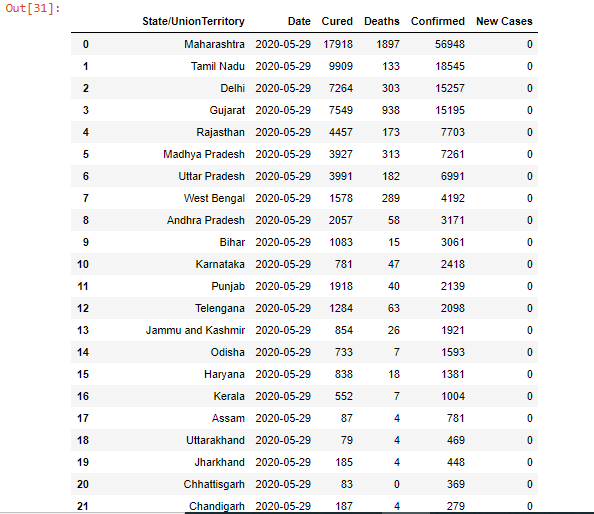 Out[31]:
State/UnionTerritory Date Cured Deaths Confirmed New Cases
0 Maharashtra 2020-05-29 17918 1897 56948 0
1 Tamil Nadu 2020-05-29 9909 133 18545 0
2 Delhi 2020-05-29 7264 303 15257 0
3 Gujarat 2020-05-29 7549 938 15195 0
4 Rajasthan 2020-05-29 4457 173 7703 0
5 Madhya Pradesh 2020-05-29 3927 313 7261 0
6 Uttar Pradesh 2020-05-29 3991 182 6991 0
7 West Bengal 2020-05-29 1578 289 4192 0
8 Andhra Pradesh 2020-05-29 2057 58 3171 0
9 Bihar 2020-05-29 1083 15 3061 0
10 Karnataka 2020-05-29 781 47 2418 0
11 Punjab 2020-05-29 1918 40 2139 0
12 Telengana 2020-05-29 1284 63 2098 0
13 Jammu and Kashmir 2020-05-29 854 26 1921 0
14 Odisha 2020-05-29 733 7 1593 0
15 Haryana 2020-05-29 838 18 1381 0
16 Kerala 2020-05-29 552 7 1004 0
17 Assam 2020-05-29 87 4 781 0
18 Uttarakhand 2020-05-29 79 4 469 0
19 Jharkhand 2020-05-29 185 4 448 0
20 Chhattisgarh 2020-05-29 83 0 369 0
21 Chandigarh 2020-05-29 187 4 279 0